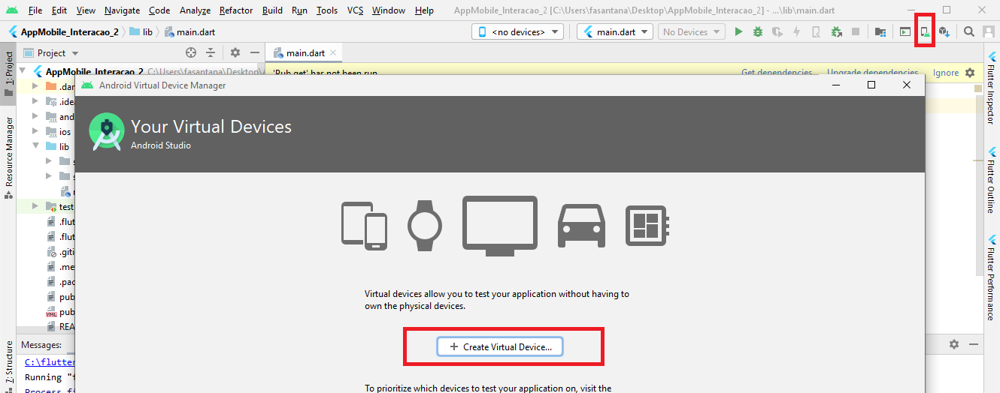 File Edit View Navigate Code Analyze Refactor Build Run Tools VCS Window Help AppMobile_Interacao_2 [C:\Users\fasantana\Desktop\AppMobile_Interacao_2] - ...\lib\main.dart
AppMobile_Interacao_2 lib main.dart <no devices> main.dart No Devices
1: Project
Resource Manager
7: Structure
Project
main.dart
AppMobile_Interacao_2 C:\Users\fasantana\Desktop\
'Pub get' has not been run
Get dependencies Upgrade dependencies Ignore
.dar
.idea
and
ios
lib
test
.flut
.flut
.giti
.me
.pac
pub
pub
REA
Android Virtual Device Manager
Your Virtual Devices
Android Studio
Virtual devices allow you to test your application without having to
own the physical devices.
+ Create Virtual Device...
To prioritize which devices to test your application on, visit the
Messages:
C:\flutter
Running "f
Process fi
Flutter Inspector
Flutter Outline
Flutter Performance